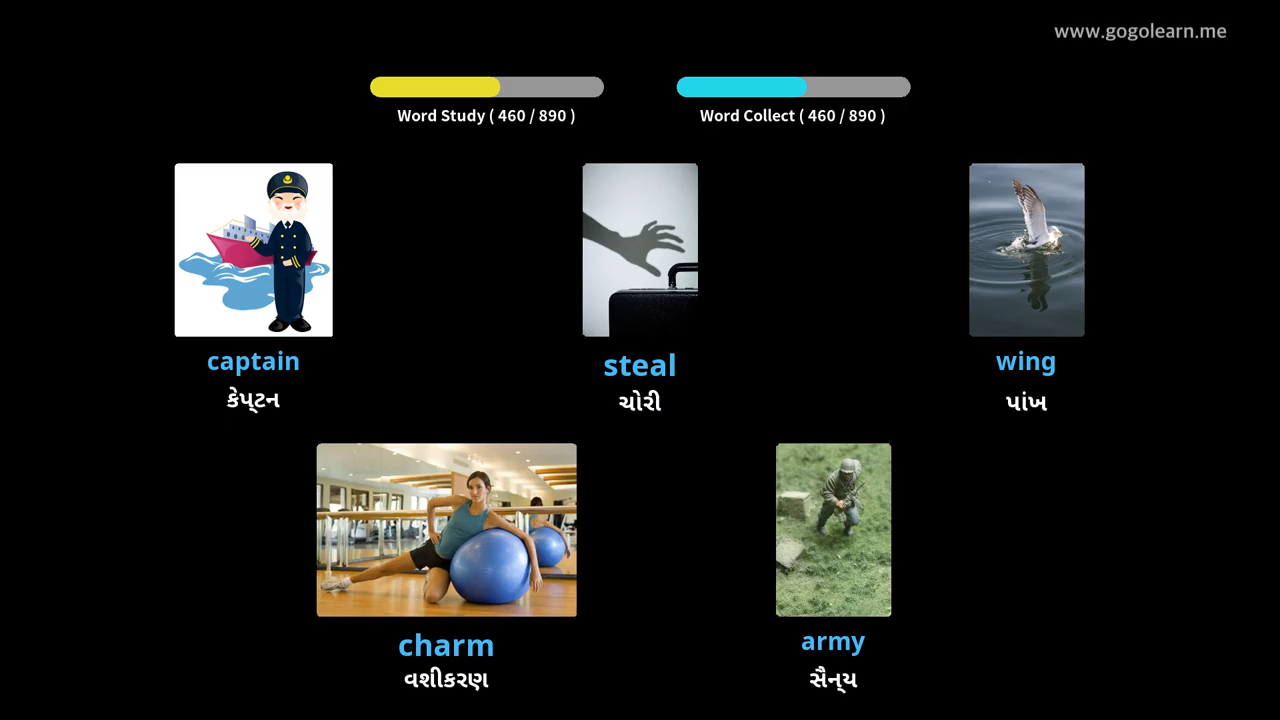 www.gogolearn.me
Word Study ( 460 / 890 )
Word Collect ( 460 / 890 )
captain
કેપ્ટન
steal
ચોરી
wing
પાંખ
charm
વશીકરણ
army
સૈન્ય